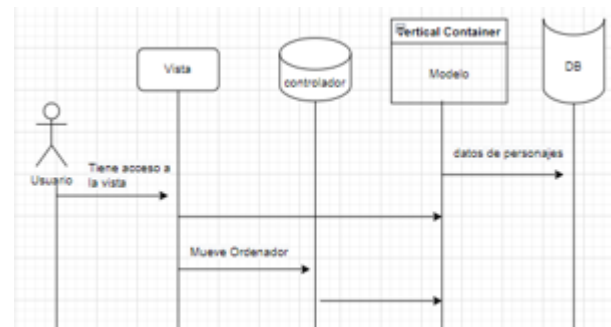 Vertical Container
Vista
controlador
Modelo
DB
Usuario
Tiene acceso a
la vista
datos de personajes
Mueve Ordenador